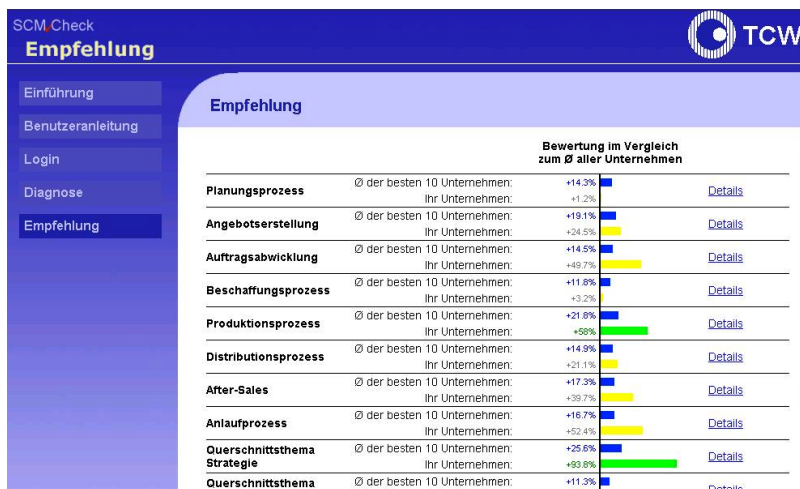 SCM Check
Empfehlung
TCW
Einführung
Benutzeranleitung
Login
Diagnose
Empfehlung
Empfehlung
Bewertung im Vergleich
zum Ø aller Unternehmen
Planungsprozess Ø der besten 10 Unternehmen: +14.3% Details
Ihr Unternehmen: +1.2%
Angebotserstellung Ø der besten 10 Unternehmen: +19.1% Details
Ihr Unternehmen: +24.5%
Auftragsabwicklung Ø der besten 10 Unternehmen: +14.5% Details
Ihr Unternehmen: +49.7%
Beschaffungsprozess Ø der besten 10 Unternehmen: +11.8% Details
Ihr Unternehmen: +3.2%
Produktionsprozess Ø der besten 10 Unternehmen: +21.8% Details
Ihr Unternehmen: +58%
Distributionsprozess Ø der besten 10 Unternehmen: +14.9% Details
Ihr Unternehmen: +21.1%
After-Sales Ø der besten 10 Unternehmen: +17.3% Details
Ihr Unternehmen: +39.7%
Anlaufprozess Ø der besten 10 Unternehmen: +16.7% Details
Ihr Unternehmen: +52.4%
Querschnittsthema Ø der besten 10 Unternehmen: +25.6% Details
Strategie Ihr Unternehmen: +93.8%
Querschnittsthema Ø der besten 10 Unternehmen: +11.3% Details